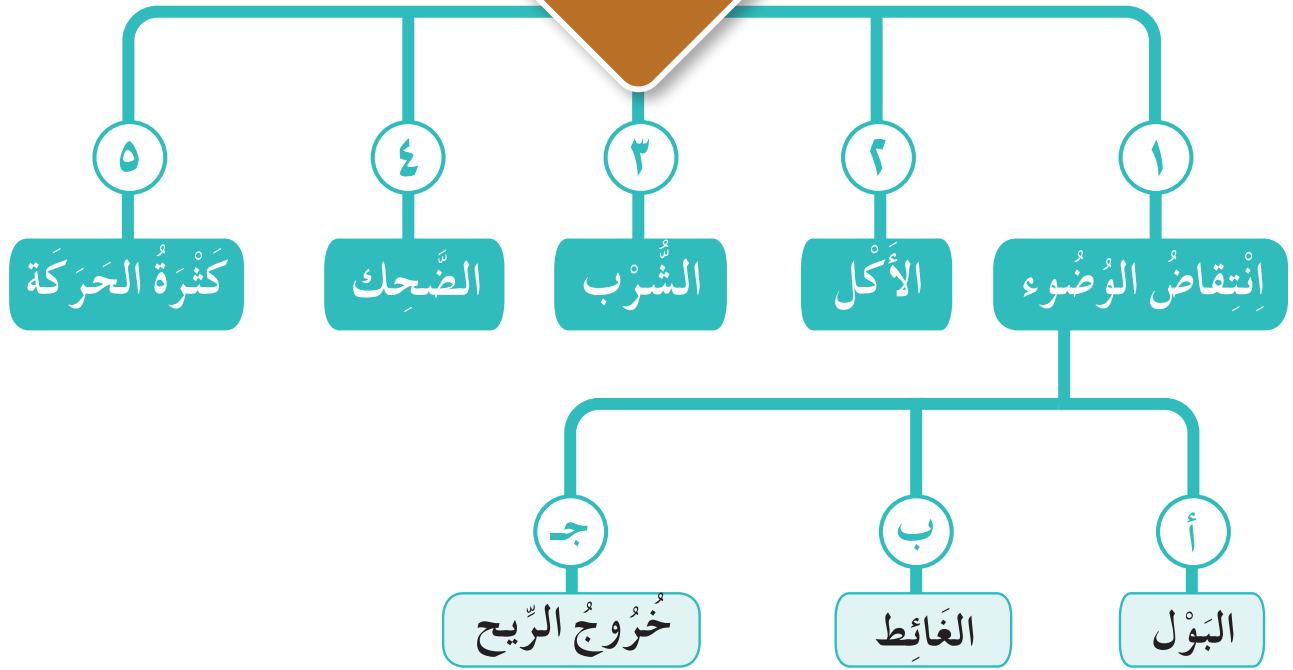 ١
٢
٣
٤
٥
اِنْتِقاضُ الوُضُوء
الأَكْل
الشُّرْب
الضَّحِك
كَثْرَةُ الحَرَكَة
أ
ب
جـ
البَوْل
الغَائِط
خُرُوجُ الرِّيح